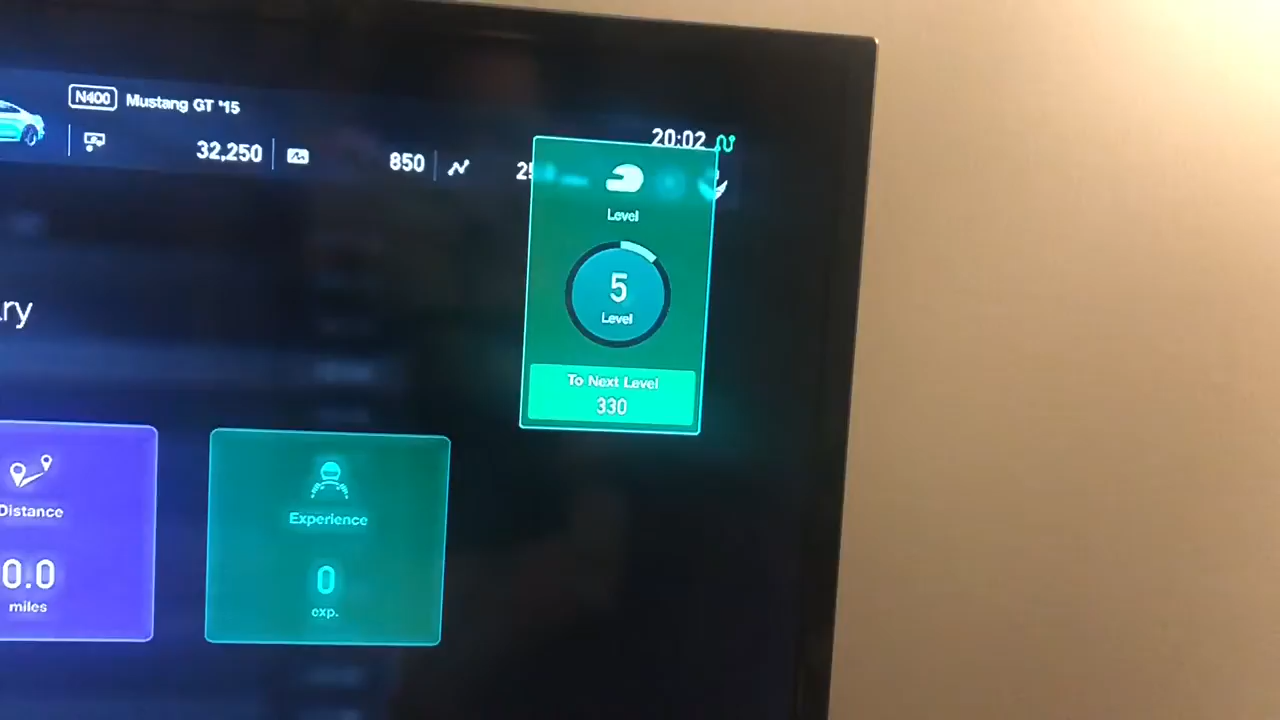 N400 Mustang GT '15
20:02
32,250
850
Level
5
Level
To Next Level
330
Distance
0.0
miles
Experience
0
exp.